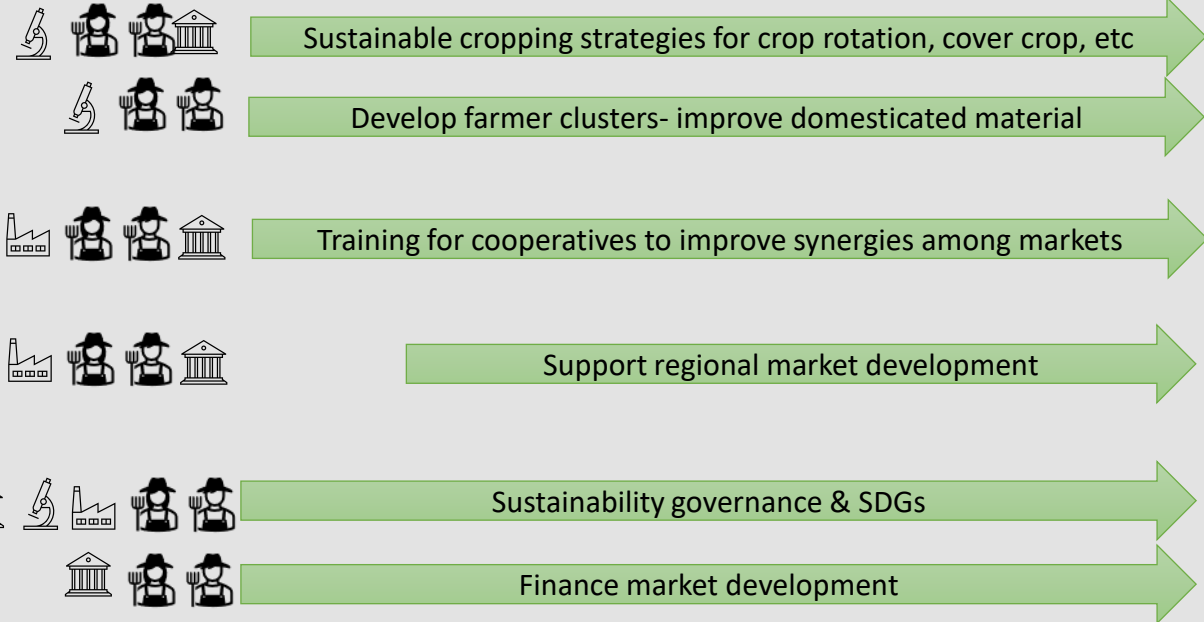 Sustainable cropping strategies for crop rotation, cover crop, etc
Develop farmer clusters- improve domesticated material
Training for cooperatives to improve synergies among markets
Support regional market development
Sustainability governance & SDGs
Finance market development